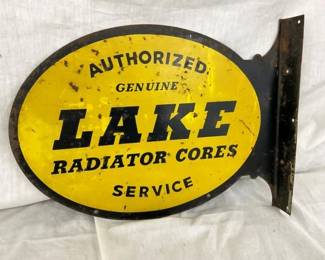 AUTHORIZED
GENUINE
LAKE
RADIATOR CORES
SERVICE